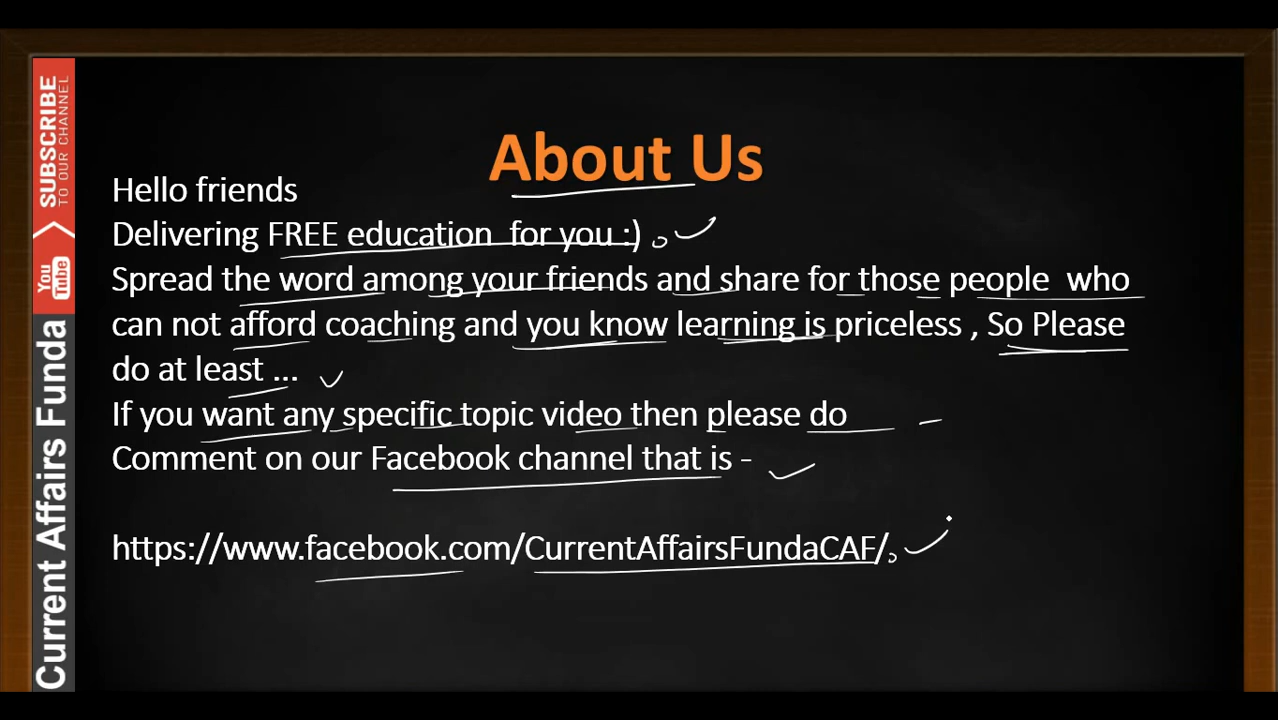 About Us
Hello friends
Delivering FREE education for you :)
Spread the word among your friends and share for those people who
can not afford coaching and you know learning is priceless , So Please
do at least ...
If you want any specific topic video then please do
Comment on our Facebook channel that is -
https://www.facebook.com/CurrentAffairsFundaCAF/
SUBSCRIBE
TO OUR CHANNEL
You Tube
Current Affairs Funda